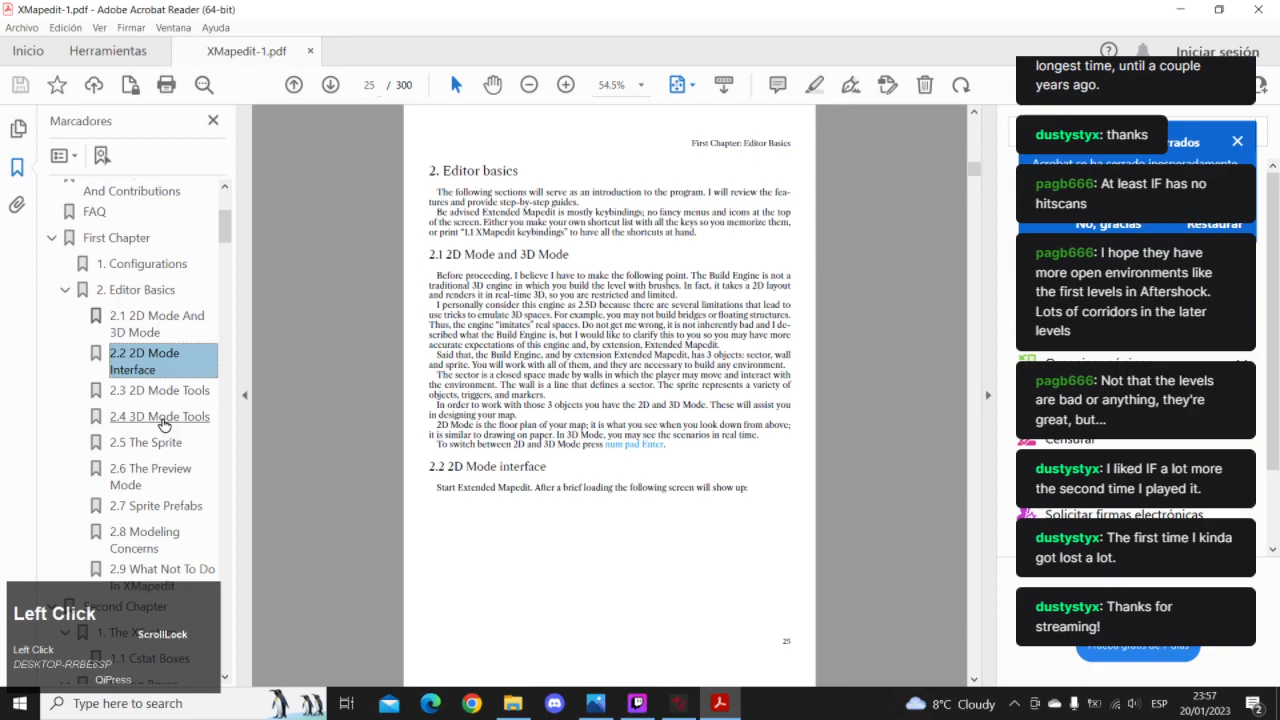 XMapedit-1.pdf - Adobe Acrobat Reader (64-bit)
Archivo Edición Ver Firmar Ventana Ayuda
Inicio Herramientas XMapedit-1.pdf × Iniciar sesión
25 / 300 54.5%
Marcadores
And Contributions
FAQ
First Chapter
1. Configurations
2. Editor Basics
2.1 2D Mode And
3D Mode
2.2 2D Mode
Interface
2.3 2D Mode Tools
2.4 3D Mode Tools
2.5 The Sprite
2.6 The Preview
Mode
2.7 Sprite Prefabs
2.8 Modeling
Concerns
2.9 What Not To Do
In XMapedit
Second Chapter
1. The X
1.1 Cstat Boxes
Left Click
ScrollLock
Left Click
DESKTOP-RRBE6SP
QiPress
First Chapter: Editor Basics
2. Editor basics
The following sections will serve as an introduction to the program. I will review the fea-
tures and provide step-by-step guides.
Be advised Extended Mapedit is mostly keybindings; no fancy menus and icons at the top
of the screen. Either you make your own shortcut list with all the keys so you memorize them,
or print “1.1 XMapedit keybindings” to have all the shortcuts at hand.
2.1 2D Mode and 3D Mode
Before proceeding, I believe I have to make the following point. The Build Engine is not a
traditional 3D engine in which you build the level with brushes. In fact, it takes a 2D layout
and renders it in real-time 3D, so you are restricted and limited.
I personally consider this engine as 2.5D because there are several limitations that lead to
use tricks to emulate 3D spaces. For example, you may not build bridges or floating structures.
Thus, the engine “imitates” real spaces. Do not get me wrong, it is not inherently bad and I de-
scribed what the Build Engine is, but I would like to clarify this to you so you may have more
accurate expectations of this engine and, by extension, Extended Mapedit.
Said that, the Build Engine, and by extension Extended Mapedit, has 3 objects: sector, wall
and sprite. You will work with all of them, and they are necessary to build any environment.
The sector is a closed space made by walls in which the player may move and interact with
the environment. The wall is a line that defines a sector. The sprite represents a variety of
objects, triggers, and markers.
In order to work with those 3 objects you have the 2D and 3D Mode. These will assist you
in designing your map.
2D Mode is the floor plan of your map; it is what you see when you look down from above;
it is similar to drawing on paper. In 3D Mode, you may see the scenarios in real time.
To switch between 2D and 3D Mode press num pad Enter.
2.2 2D Mode interface
Start Extended Mapedit. After a brief loading the following screen will show up:
25
longest time, until a couple
years ago.
dustystyx: thanks
rrados
Acrobat se ha cerrado inesperadamente
pagb666: At least IF has no
hitscans
No, gracias Restaurar
pagb666: I hope they have
more open environments like
the first levels in Aftershock.
Lots of corridors in the later
levels
pagb666: Not that the levels
are bad or anything, they're
great, but...
Censurar
dustystyx: I liked IF a lot more
the second time I played it.
Solicitar firmas electrónicas
dustystyx: The first time I kinda
got lost a lot.
dustystyx: Thanks for
streaming!
Prueba gratis de 7 días
Type here to search
8°C Cloudy
ESP
23:57
20/01/2023
2